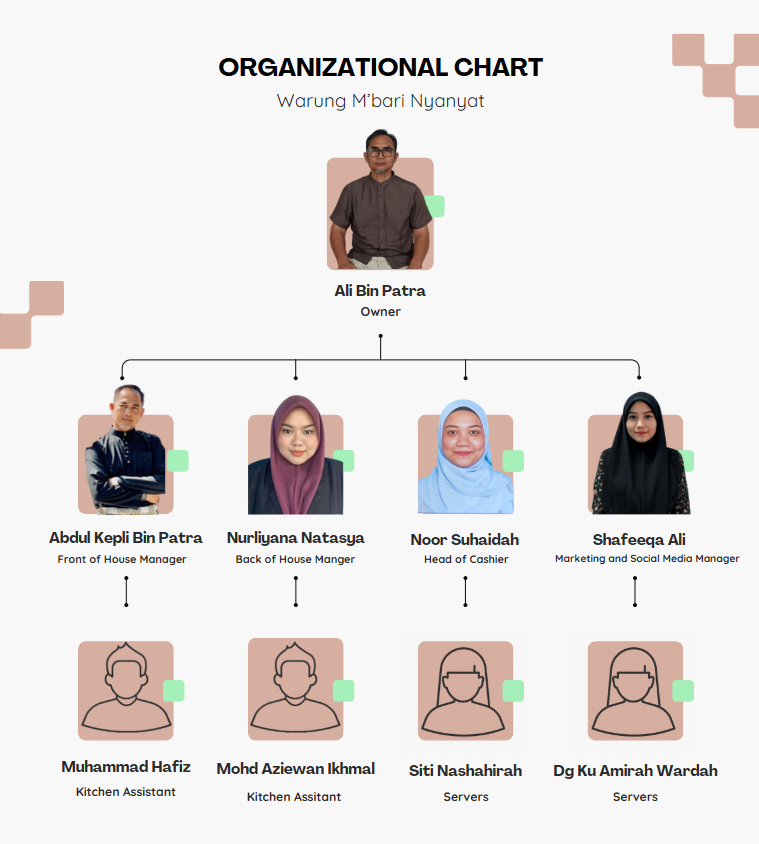 ORGANIZATIONAL CHART
Warung M'bari Nyanyat
Ali Bin Patra
Owner
Abdul Kepli Bin Patra
Front of House Manager
Nurliyana Natasya
Back of House Manger
Noor Suhaidah
Head of Cashier
Shafeeqa Ali
Marketing and Social Media Manager
Muhammad Hafiz
Kitchen Assistant
Mohd Aziewan Ikhmal
Kitchen Assitant
Siti Nashahirah
Servers
Dg Ku Amirah Wardah
Servers